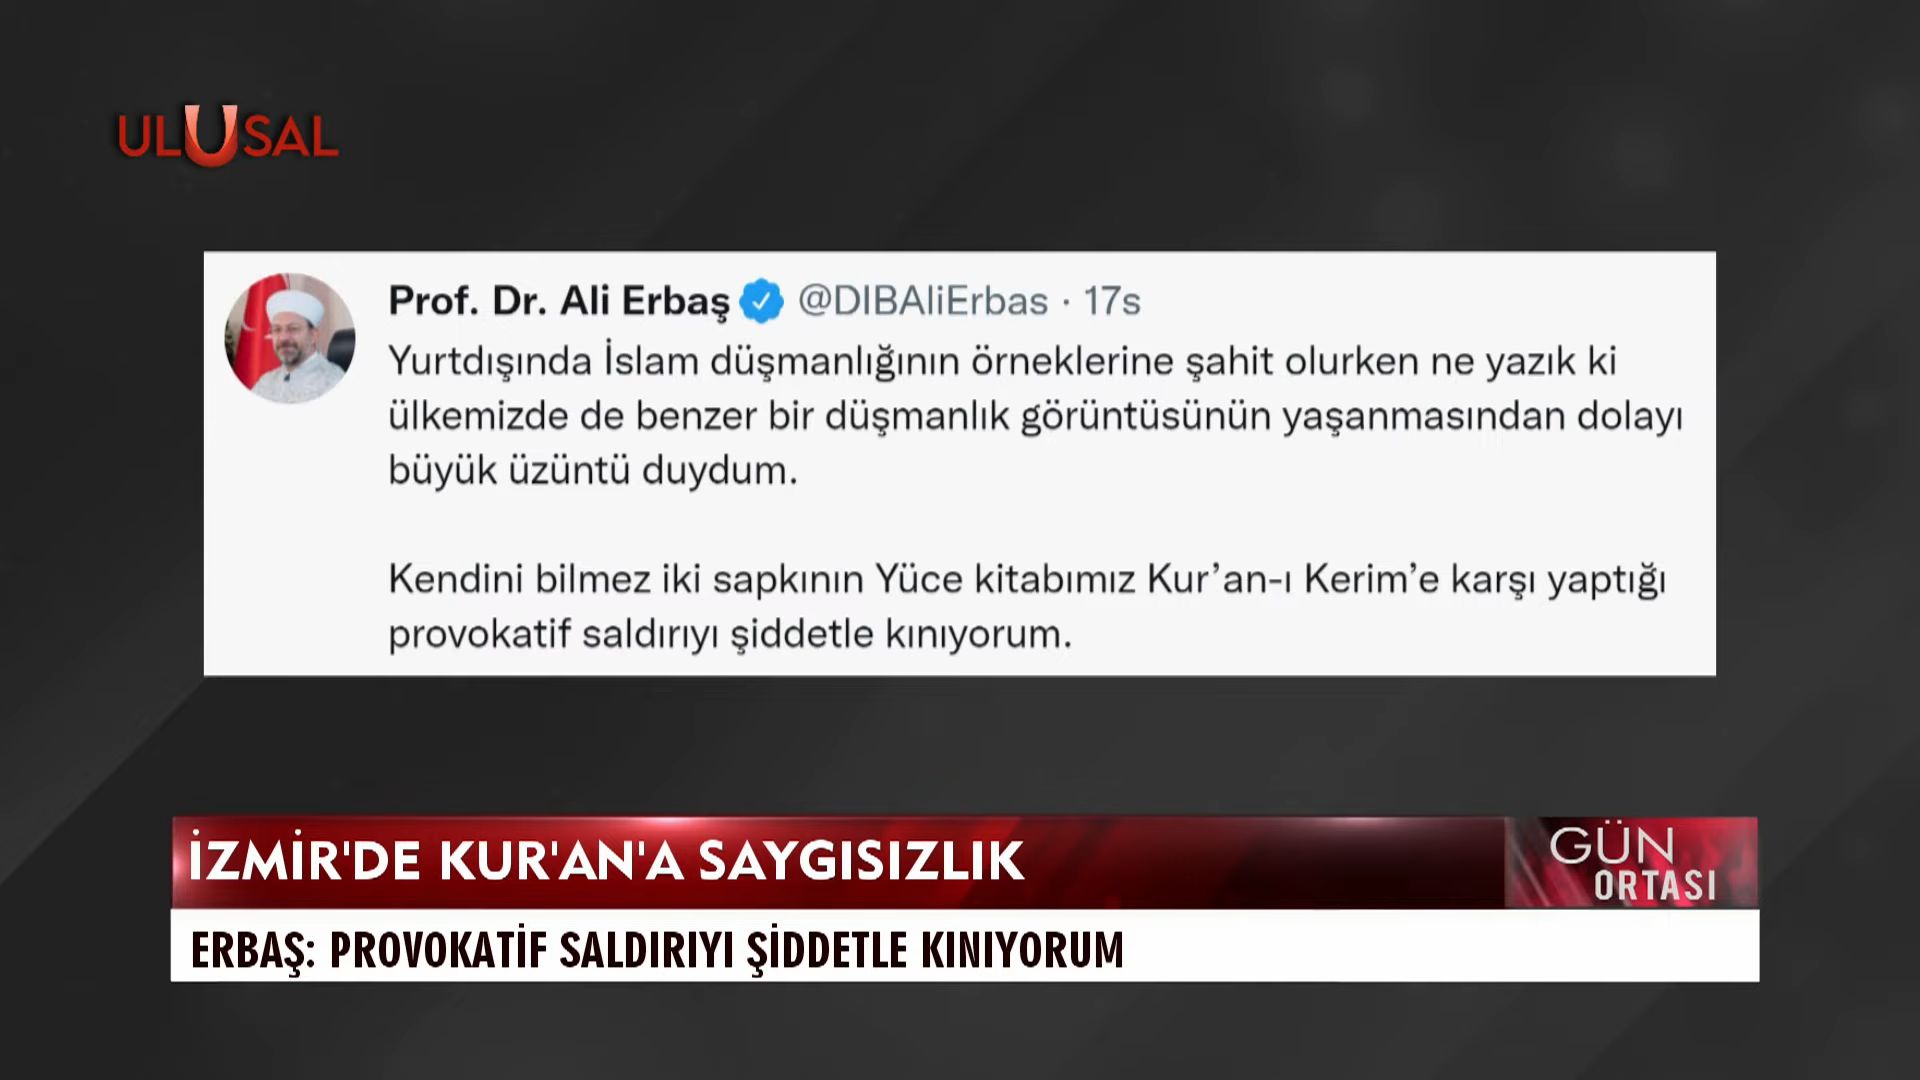 ULUSAL
Prof. Dr. Ali Erbaş @DIBAliErbas · 17s
Yurtdışında İslam düşmanlığının örneklerine şahit olurken ne yazık ki
ülkemizde de benzer bir düşmanlık görüntüsünün yaşanmasından dolayı
büyük üzüntü duydum.
Kendini bilmez iki sapkının Yüce kitabımız Kur’an-ı Kerim’e karşı yaptığı
provokatif saldırıyı şiddetle kınıyorum.
İZMİR'DE KUR'AN'A SAYGISIZLIK
GÜN
ORTASI
ERBAŞ: PROVOKATİF SALDIRIYI ŞİDDETLE KINIYORUM